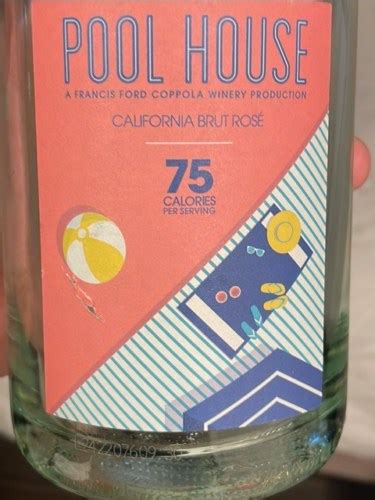 POOL HOUSE
A FRANCIS FORD COPPOLA WINERY PRODUCTION
CALIFORNIA BRUT ROSÉ
75
CALORIES
PER SERVING